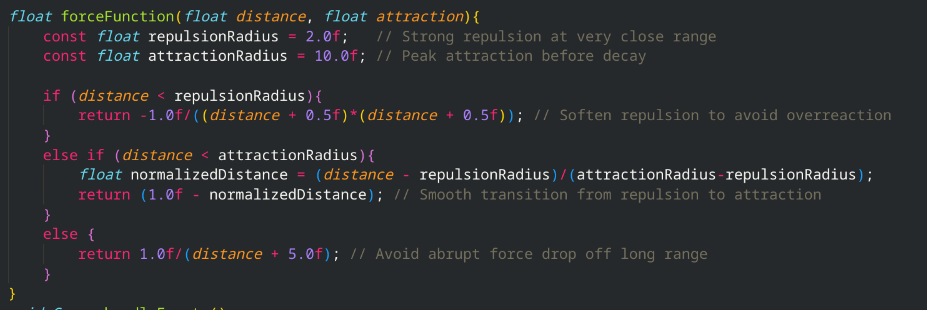 float forceFunction(float distance, float attraction){
    const float repulsionRadius = 2.0f;   // Strong repulsion at very close range
    const float attractionRadius = 10.0f; // Peak attraction before decay

    if (distance < repulsionRadius){
        return -1.0f/((distance + 0.5f)*(distance + 0.5f)); // Soften repulsion to avoid overreaction
    }
    else if (distance < attractionRadius){
        float normalizedDistance = (distance - repulsionRadius)/(attractionRadius-repulsionRadius);
        return (1.0f - normalizedDistance); // Smooth transition from repulsion to attraction
    }
    else {
        return 1.0f/(distance + 5.0f); // Avoid abrupt force drop off long range
    }
}